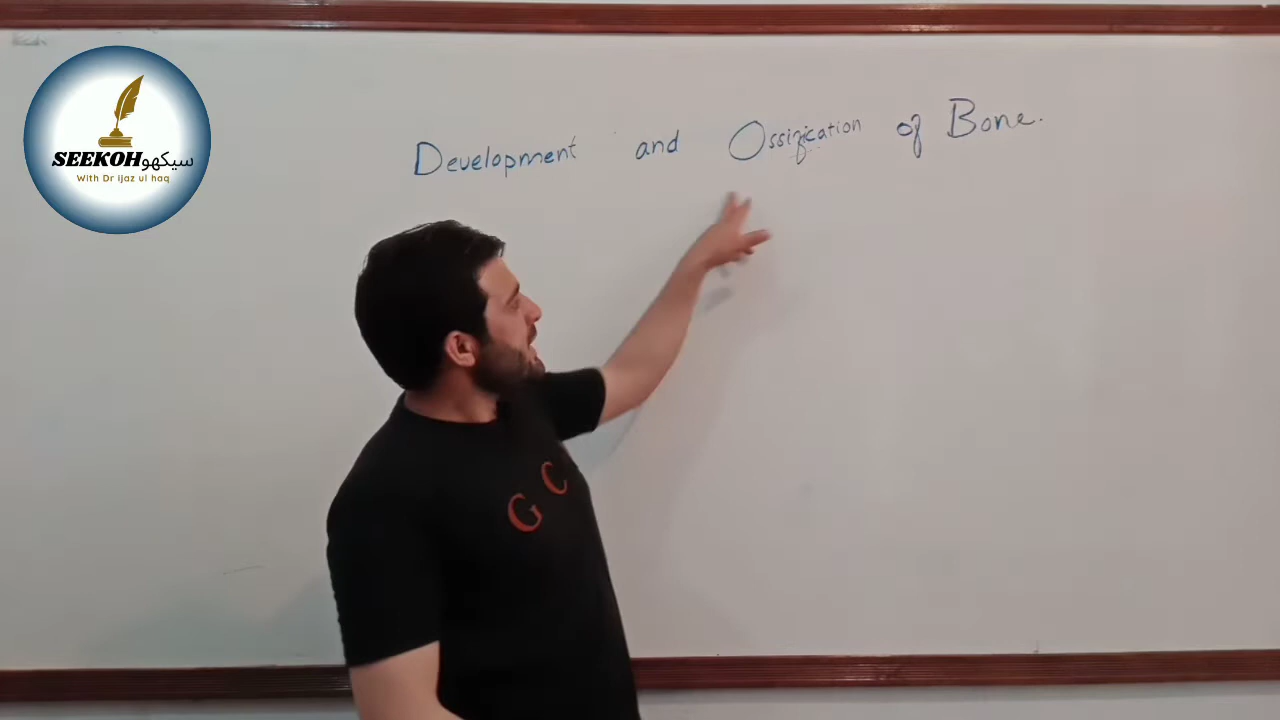 Development and Ossification of Bone.
SEEKOH سیکھو
With Dr ijaz ul haq
G C